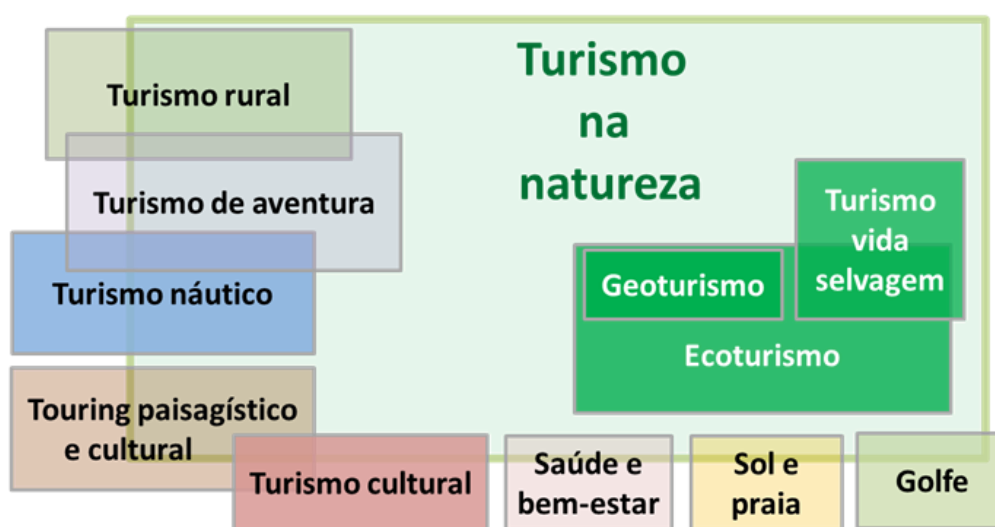 Turismo
na
natureza
Turismo rural
Turismo de aventura
Turismo náutico
Touring paisagístico
e cultural
Turismo
vida
selvagem
Geoturismo
Ecoturismo
Turismo cultural
Saúde e
bem-estar
Sol e
praia
Golfe